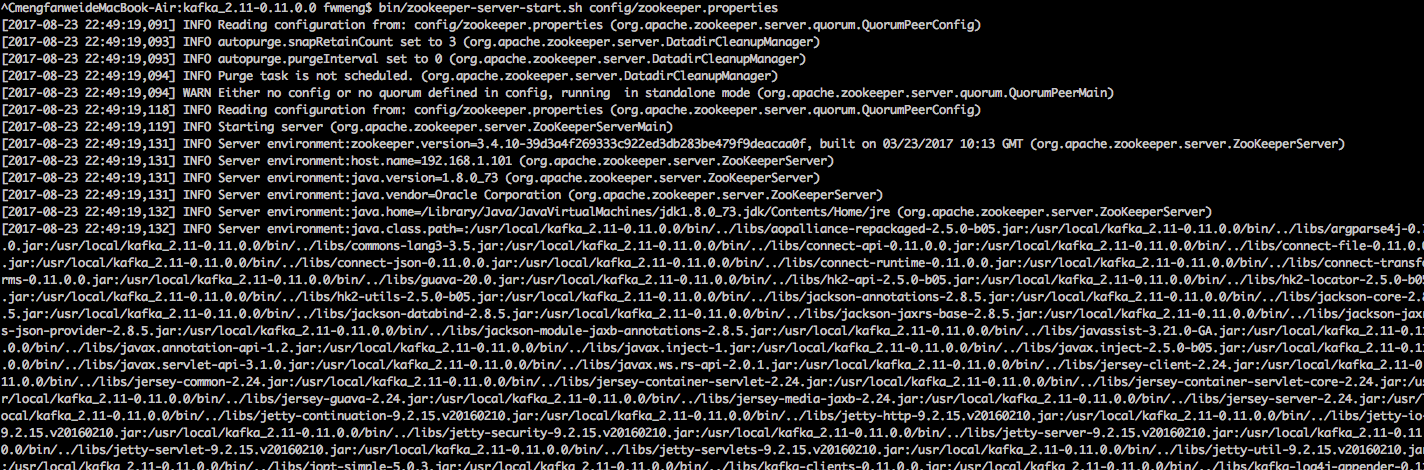 ^CmengfanweideMacBook-Air:kafka_2.11-0.11.0.0 fwmeng$ bin/zookeeper-server-start.sh config/zookeeper.properties
[2017-08-23 22:49:19,091] INFO Reading configuration from: config/zookeeper.properties (org.apache.zookeeper.server.quorum.QuorumPeerConfig)
[2017-08-23 22:49:19,093] INFO autopurge.snapRetainCount set to 3 (org.apache.zookeeper.server.DatadirCleanupManager)
[2017-08-23 22:49:19,093] INFO autopurge.purgeInterval set to 0 (org.apache.zookeeper.server.DatadirCleanupManager)
[2017-08-23 22:49:19,094] INFO Purge task is not scheduled. (org.apache.zookeeper.server.DatadirCleanupManager)
[2017-08-23 22:49:19,094] WARN Either no config or no quorum defined in config, running  in standalone mode (org.apache.zookeeper.server.quorum.QuorumPeerMain)
[2017-08-23 22:49:19,118] INFO Reading configuration from: config/zookeeper.properties (org.apache.zookeeper.server.quorum.QuorumPeerConfig)
[2017-08-23 22:49:19,119] INFO Starting server (org.apache.zookeeper.server.ZooKeeperServerMain)
[2017-08-23 22:49:19,131] INFO Server environment:zookeeper.version=3.4.10-39d3a4f269333c922ed3db283be479f9deacaa0f, built on 03/23/2017 10:13 GMT (org.apache.zookeeper.server.ZooKeeperServer)
[2017-08-23 22:49:19,131] INFO Server environment:host.name=192.168.1.101 (org.apache.zookeeper.server.ZooKeeperServer)
[2017-08-23 22:49:19,131] INFO Server environment:java.version=1.8.0_73 (org.apache.zookeeper.server.ZooKeeperServer)
[2017-08-23 22:49:19,131] INFO Server environment:java.vendor=Oracle Corporation (org.apache.zookeeper.server.ZooKeeperServer)
[2017-08-23 22:49:19,132] INFO Server environment:java.home=/Library/Java/JavaVirtualMachines/jdk1.8.0_73.jdk/Contents/Home/jre (org.apache.zookeeper.server.ZooKeeperServer)
[2017-08-23 22:49:19,132] INFO Server environment:java.class.path=:/usr/local/kafka_2.11-0.11.0.0/bin/../libs/aopalliance-repackaged-2.5.0-b05.jar:/usr/local/kafka_2.11-0.11.0.0/bin/../libs/argparse4j-0.
.0.jar:/usr/local/kafka_2.11-0.11.0.0/bin/../libs/commons-lang3-3.5.jar:/usr/local/kafka_2.11-0.11.0.0/bin/../libs/connect-api-0.11.0.0.jar:/usr/local/kafka_2.11-0.11.0.0/bin/../libs/connect-file-0.11.0.0
.jar:/usr/local/kafka_2.11-0.11.0.0/bin/../libs/connect-json-0.11.0.0.jar:/usr/local/kafka_2.11-0.11.0.0/bin/../libs/connect-runtime-0.11.0.0.jar:/usr/local/kafka_2.11-0.11.0.0/bin/../libs/connect-transfo
rms-0.11.0.0.jar:/usr/local/kafka_2.11-0.11.0.0/bin/../libs/guava-20.0.jar:/usr/local/kafka_2.11-0.11.0.0/bin/../libs/hk2-api-2.5.0-b05.jar:/usr/local/kafka_2.11-0.11.0.0/bin/../libs/hk2-locator-2.5.0-b05
.jar:/usr/local/kafka_2.11-0.11.0.0/bin/../libs/hk2-utils-2.5.0-b05.jar:/usr/local/kafka_2.11-0.11.0.0/bin/../libs/jackson-annotations-2.8.5.jar:/usr/local/kafka_2.11-0.11.0.0/bin/../libs/jackson-core-2.
.5.jar:/usr/local/kafka_2.11-0.11.0.0/bin/../libs/jackson-databind-2.8.5.jar:/usr/local/kafka_2.11-0.11.0.0/bin/../libs/jackson-jaxrs-base-2.8.5.jar:/usr/local/kafka_2.11-0.11.0.0/bin/../libs/jackson-jaxr
s-json-provider-2.8.5.jar:/usr/local/kafka_2.11-0.11.0.0/bin/../libs/jackson-module-jaxb-annotations-2.8.5.jar:/usr/local/kafka_2.11-0.11.0.0/bin/../libs/javassist-3.21.0-GA.jar:/usr/local/kafka_2.11-0.11
.0.0/bin/../libs/javax.annotation-api-1.2.jar:/usr/local/kafka_2.11-0.11.0.0/bin/../libs/javax.inject-1.jar:/usr/local/kafka_2.11-0.11.0.0/bin/../libs/javax.inject-2.5.0-b05.jar:/usr/local/kafka_2.11-0.11
.0.0/bin/../libs/javax.servlet-api-3.1.0.jar:/usr/local/kafka_2.11-0.11.0.0/bin/../libs/javax.ws.rs-api-2.0.1.jar:/usr/local/kafka_2.11-0.11.0.0/bin/../libs/jersey-client-2.24.jar:/usr/local/kafka_2.11-0.
11.0.0/bin/../libs/jersey-common-2.24.jar:/usr/local/kafka_2.11-0.11.0.0/bin/../libs/jersey-container-servlet-2.24.jar:/usr/local/kafka_2.11-0.11.0.0/bin/../libs/jersey-container-servlet-core-2.24.jar:/us
r/local/kafka_2.11-0.11.0.0/bin/../libs/jersey-guava-2.24.jar:/usr/local/kafka_2.11-0.11.0.0/bin/../libs/jersey-media-jaxb-2.24.jar:/usr/local/kafka_2.11-0.11.0.0/bin/../libs/jersey-server-2.24.jar:/usr/l
ocal/kafka_2.11-0.11.0.0/bin/../libs/jetty-continuation-9.2.15.v20160210.jar:/usr/local/kafka_2.11-0.11.0.0/bin/../libs/jetty-http-9.2.15.v20160210.jar:/usr/local/kafka_2.11-0.11.0.0/bin/../libs/jetty-io-
9.2.15.v20160210.jar:/usr/local/kafka_2.11-0.11.0.0/bin/../libs/jetty-security-9.2.15.v20160210.jar:/usr/local/kafka_2.11-0.11.0.0/bin/../libs/jetty-server-9.2.15.v20160210.jar:/usr/local/kafka_2.11-0.11.
0.0/bin/../libs/jetty-servlet-9.2.15.v20160210.jar:/usr/local/kafka_2.11-0.11.0.0/bin/../libs/jetty-servlets-9.2.15.v20160210.jar:/usr/local/kafka_2.11-0.11.0.0/bin/../libs/jetty-util-9.2.15.v20160210.ja
:/usr/local/kafka_2.11-0.11.0.0/bin/../libs/jopt-simple-5.0.3.jar:/usr/local/kafka_2.11-0.11.0.0/bin/../libs/kafka-clients-0.11.0.0.jar:/usr/local/kafka_2.11-0.11.0.0/bin/../libs/kafka-log4j-appender-0